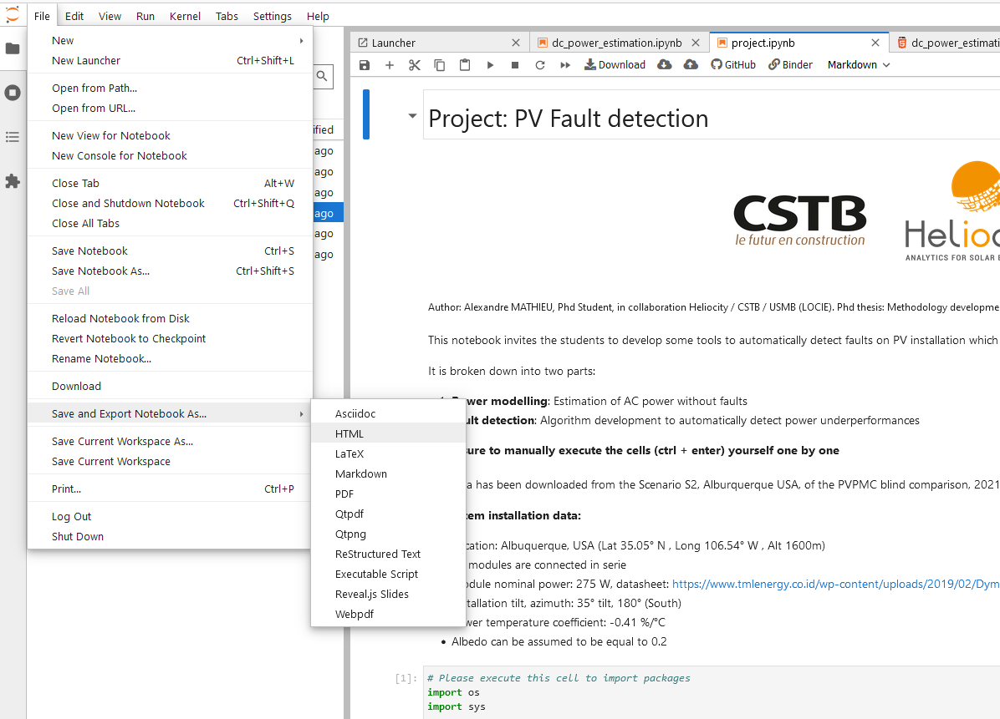 File Edit View Run Kernel Tabs Settings Help
New
New Launcher Ctrl+Shift+L
Open from Path...
Open from URL...
New View for Notebook
New Console for Notebook
Close Tab Alt+W
Close and Shutdown Notebook Ctrl+Shift+Q
Close All Tabs
Save Notebook Ctrl+S
Save Notebook As... Ctrl+Shift+S
Save All
Reload Notebook from Disk
Revert Notebook to Checkpoint
Rename Notebook...
Download
Save and Export Notebook As...
Save Current Workspace As...
Save Current Workspace
Print... Ctrl+P
Log Out
Shut Down
Asciidoc
HTML
LaTeX
Markdown
PDF
Qtpdf
Qtpng
ReStructured Text
Executable Script
Reveal.js Slides
Webpdf
ified
ago
ago
ago
ago
ago
ago
Launcher dc_power_estimation.ipynb project.ipynb dc_power_estimati
Download GitHub Binder Markdown
Project: PV Fault detection
CSTB
le futur en construction
Helioc
ANALYTICS FOR SOLAR E
Author: Alexandre MATHIEU, Phd Student, in collaboration Heliocity / CSTB / USMB (LOCIE). Phd thesis: Methodology developme
This notebook invites the students to develop some tools to automatically detect faults on PV installation which
It is broken down into two parts:
Power modelling: Estimation of AC power without faults
ult detection: Algorithm development to automatically detect power underperformances
sure to manually execute the cells (ctrl + enter) yourself one by one
a has been downloaded from the Scenario S2, Alburquerque USA, of the PVPMC blind comparison, 2021
tem installation data:
cation: Albuquerque, USA (Lat 35.05° N , Long 106.54° W , Alt 1600m)
modules are connected in serie
odule nominal power: 275 W, datasheet: https://www.tmlenergy.co.id/wp-content/uploads/2019/02/Dym
tallation tilt, azimuth: 35° tilt, 180° (South)
wer temperature coefficient: -0.41 %/°C
• Albedo can be assumed to be equal to 0.2
[1]: # Please execute this cell to import packages
import os
import sys